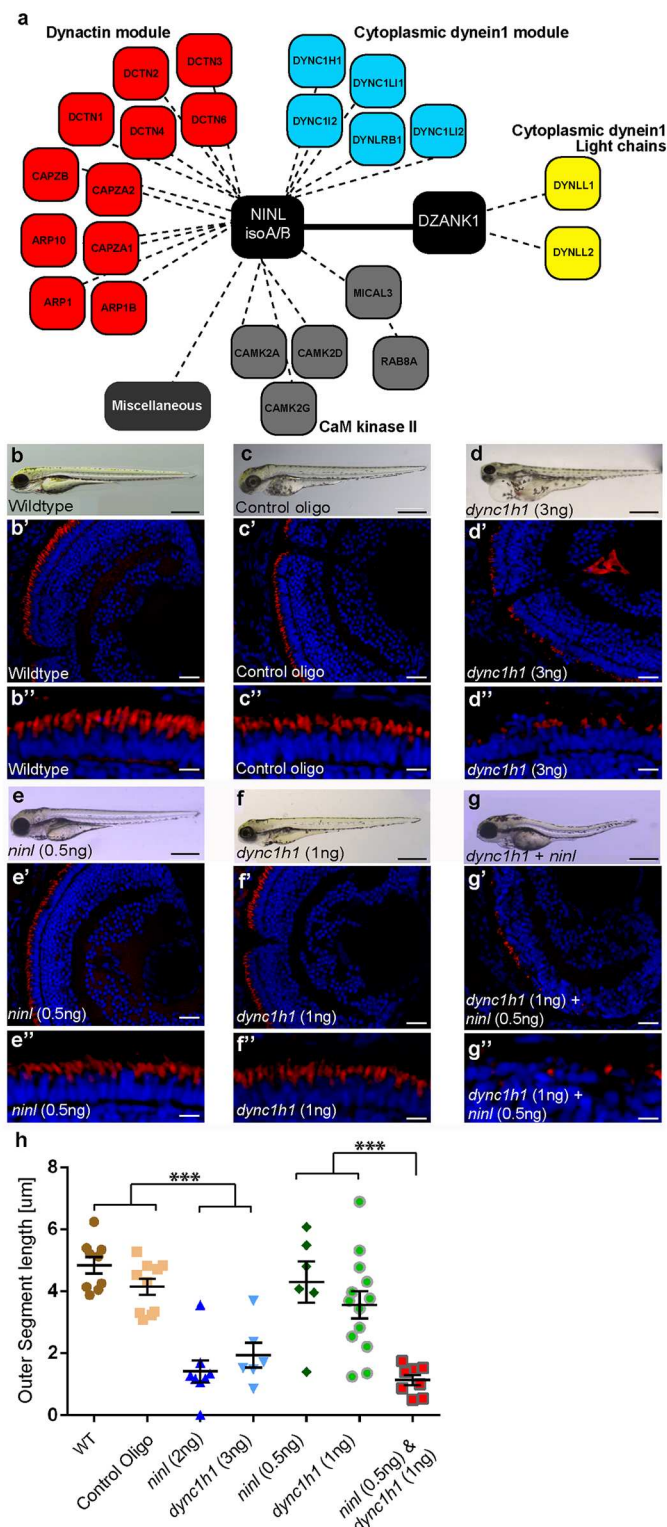 a
Dynactin module
Cytoplasmic dynein1 module
DCTN3
DCTN2
DYNC1H1
DYNC1LI1
DCTN1
DCTN4
DCTN6
DYNC1I2
DYNLRB1
DYNC1LI2
Cytoplasmic dynein1
Light chains
CAPZB
CAPZA2
DYNLL1
NINL
isoA/B
DZANK1
ARP10
CAPZA1
DYNLL2
ARP1
ARP1B
MICAL3
CAMK2A
CAMK2D
RAB8A
Miscellaneous
CAMK2G
CaM kinase II
b
Wildtype
c
Control oligo
d
dync1h1 (3ng)
b'
Wildtype
c'
Control oligo
d'
dync1h1 (3ng)
b''
Wildtype
c''
Control oligo
d''
dync1h1 (3ng)
e
ninl (0.5ng)
f
dync1h1 (1ng)
g
dync1h1 + ninl
e'
ninl (0.5ng)
f'
dync1h1 (1ng)
g'
dync1h1 (1ng) +
ninl (0.5ng)
e''
ninl (0.5ng)
f''
dync1h1 (1ng)
g''
dync1h1 (1ng) +
ninl (0.5ng)
h
Outer Segment length [um]
8
6
4
2
0
***
***
WT
Control Oligo
ninl (2ng)
dync1h1 (3ng)
ninl (0.5ng)
dync1h1 (1ng)
ninl (0.5ng) &
dync1h1 (1ng)